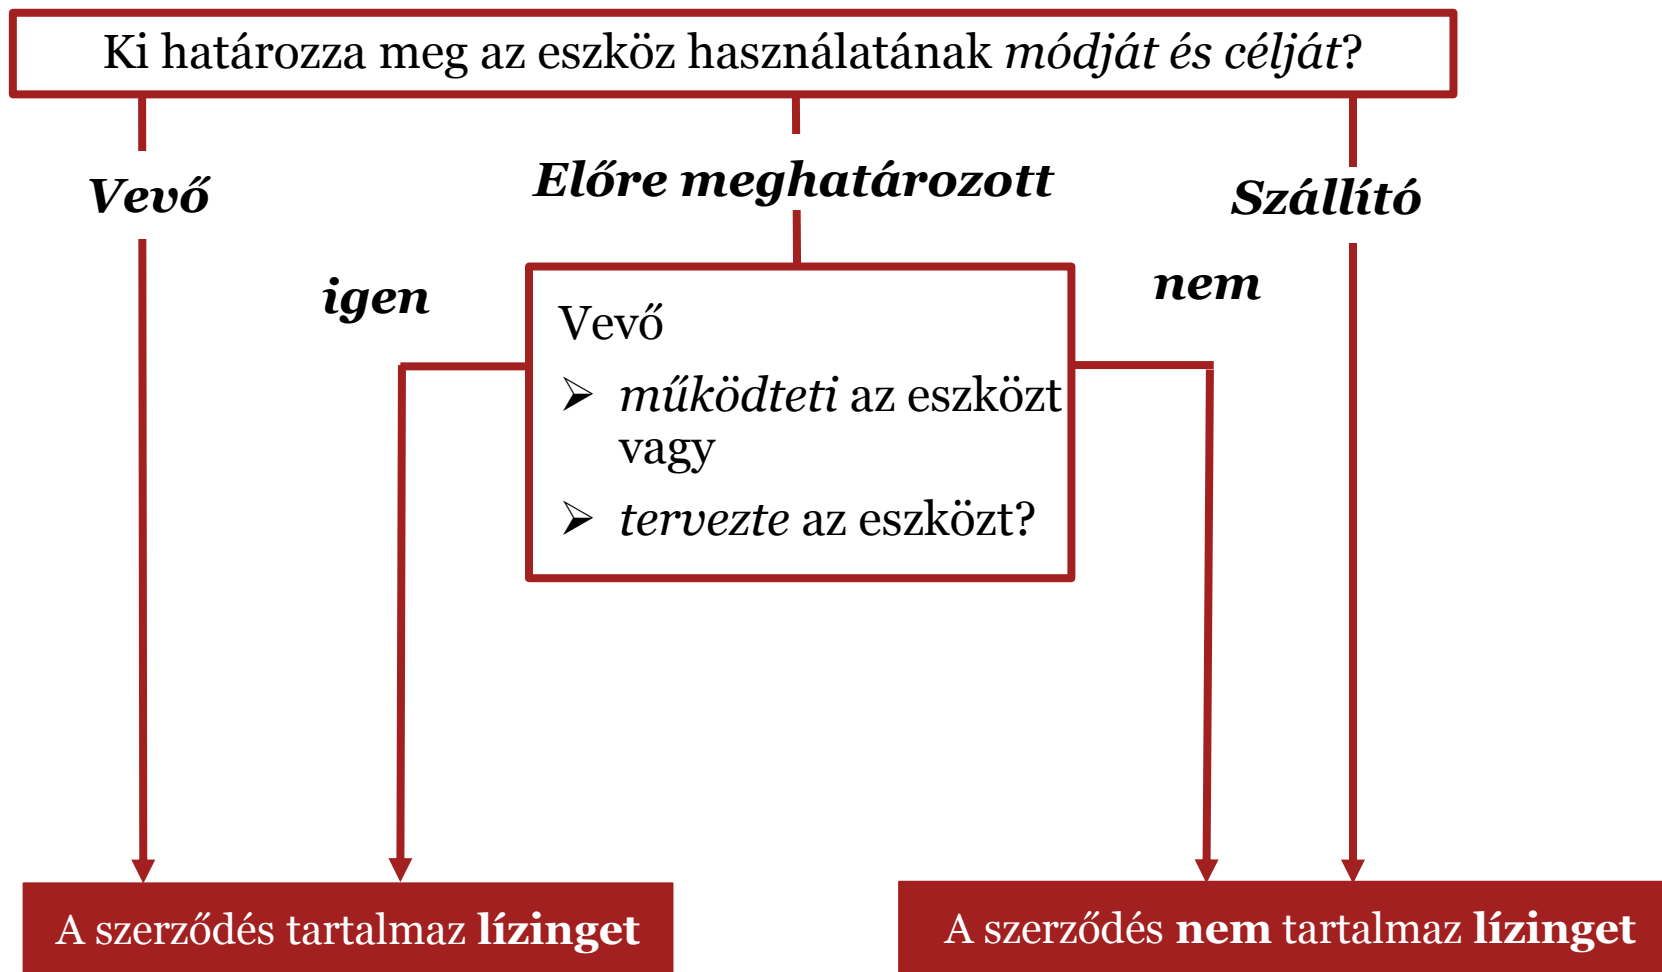 Ki határozza meg az eszköz használatának módját és célját?
Vevő
Előre meghatározott
Szállító
igen
nem
Vevő
➢ működteti az eszközt
vagy
➢ tervezte az eszközt?
A szerződés tartalmaz lízinget
A szerződés nem tartalmaz lízinget